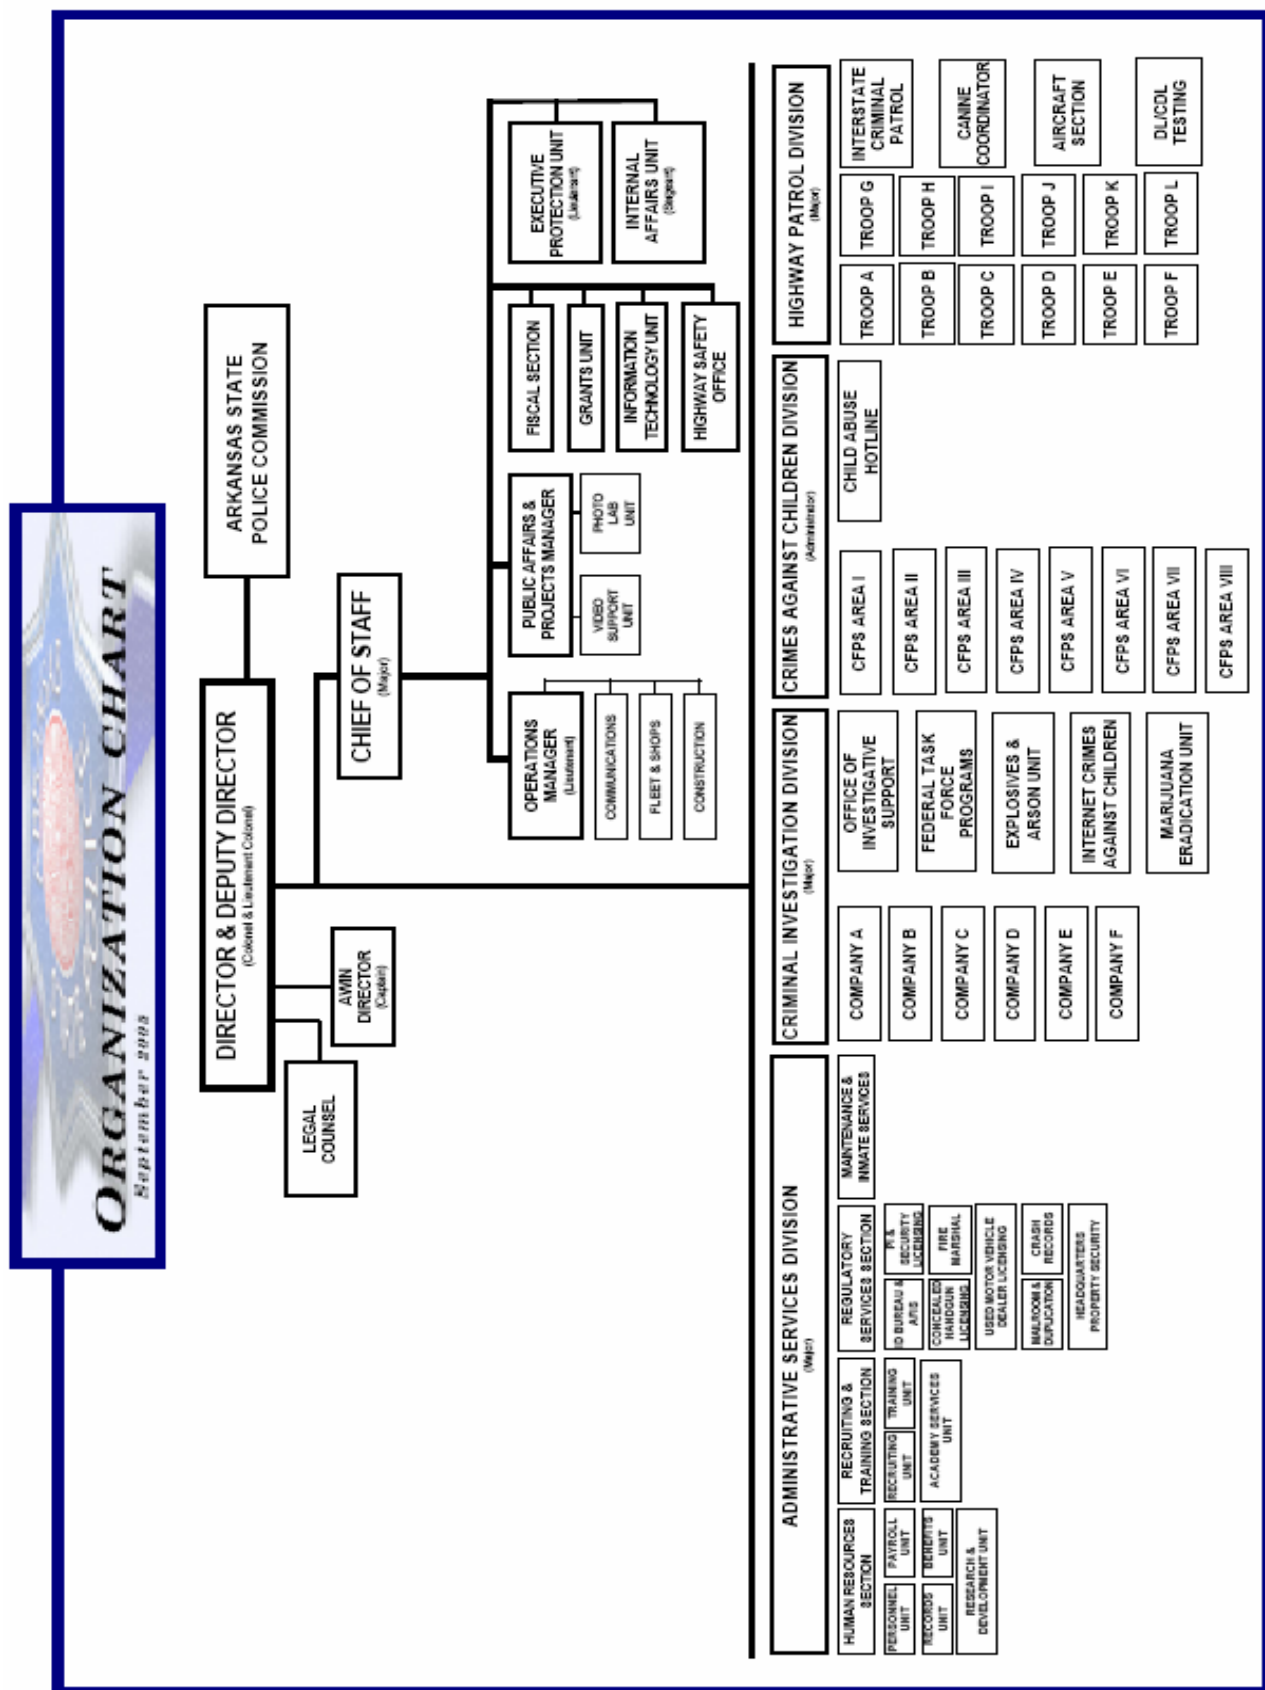 ORGANIZATION CHART
September 2005
ARKANSAS STATE
POLICE COMMISSION
DIRECTOR & DEPUTY DIRECTOR
(Colonel & Lieutenant Colonel)
LEGAL
COUNSEL
AWIN
DIRECTOR
(Captain)
CHIEF OF STAFF
(Major)
OPERATIONS
MANAGER
(Lieutenant)
COMMUNICATIONS
FLEET & SHOPS
CONSTRUCTION
PUBLIC AFFAIRS &
PROJECTS MANAGER
VIDEO
SUPPORT
UNIT
PHOTO
LAB
UNIT
FISCAL SECTION
GRANTS UNIT
INFORMATION
TECHNOLOGY UNIT
HIGHWAY SAFETY
OFFICE
EXECUTIVE
PROTECTION UNIT
(Lieutenant)
INTERNAL
AFFAIRS UNIT
(Sergeant)
ADMINISTRATIVE SERVICES DIVISION
(Major)
HUMAN RESOURCES
SECTION
PERSONNEL
UNIT
PAYROLL
UNIT
RECORDS
UNIT
BENEFITS
UNIT
RESEARCH &
DEVELOPMENT UNIT
RECRUITING &
TRAINING SECTION
RECRUITING
UNIT
TRAINING
UNIT
ACADEMY SERVICES
UNIT
REGULATORY
SERVICES SECTION
ID BUREAU &
AFIS
PI &
SECURITY
LICENSING
CONCEALED
HANDGUN
LICENSING
FIRE
MARSHAL
USED MOTOR VEHICLE
DEALER LICENSING
MAILROOM &
DUPLICATION
CRASH
RECORDS
HEADQUARTERS
PROPERTY SECURITY
MAINTENANCE &
INMATE SERVICES
CRIMINAL INVESTIGATION DIVISION
(Major)
COMPANY A
COMPANY B
COMPANY C
COMPANY D
COMPANY E
COMPANY F
OFFICE OF
INVESTIGATIVE
SUPPORT
FEDERAL TASK
FORCE
PROGRAMS
EXPLOSIVES &
ARSON UNIT
INTERNET CRIMES
AGAINST CHILDREN
MARIJUANA
ERADICATION UNIT
CRIMES AGAINST CHILDREN DIVISION
(Administrator)
CFPS AREA I
CFPS AREA II
CFPS AREA III
CFPS AREA IV
CFPS AREA V
CFPS AREA VI
CFPS AREA VII
CFPS AREA VIII
CHILD ABUSE
HOTLINE
HIGHWAY PATROL DIVISION
(Major)
TROOP A
TROOP B
TROOP C
TROOP D
TROOP E
TROOP F
TROOP G
TROOP H
TROOP I
TROOP J
TROOP K
TROOP L
INTERSTATE
CRIMINAL
PATROL
CANINE
COORDINATOR
AIRCRAFT
SECTION
DL/CDL
TESTING